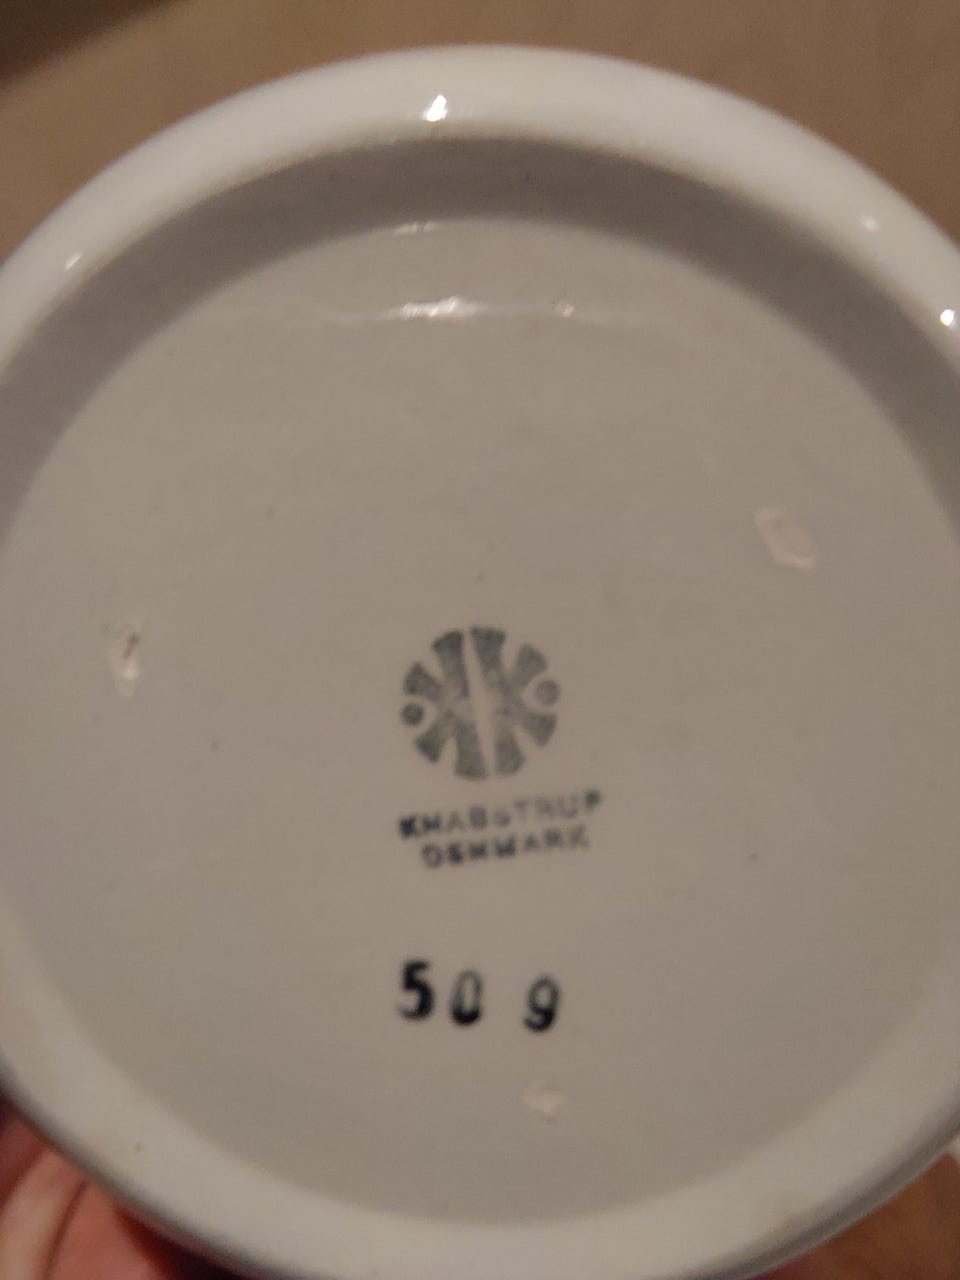 KNABSTRUP
DENMARK
50 9